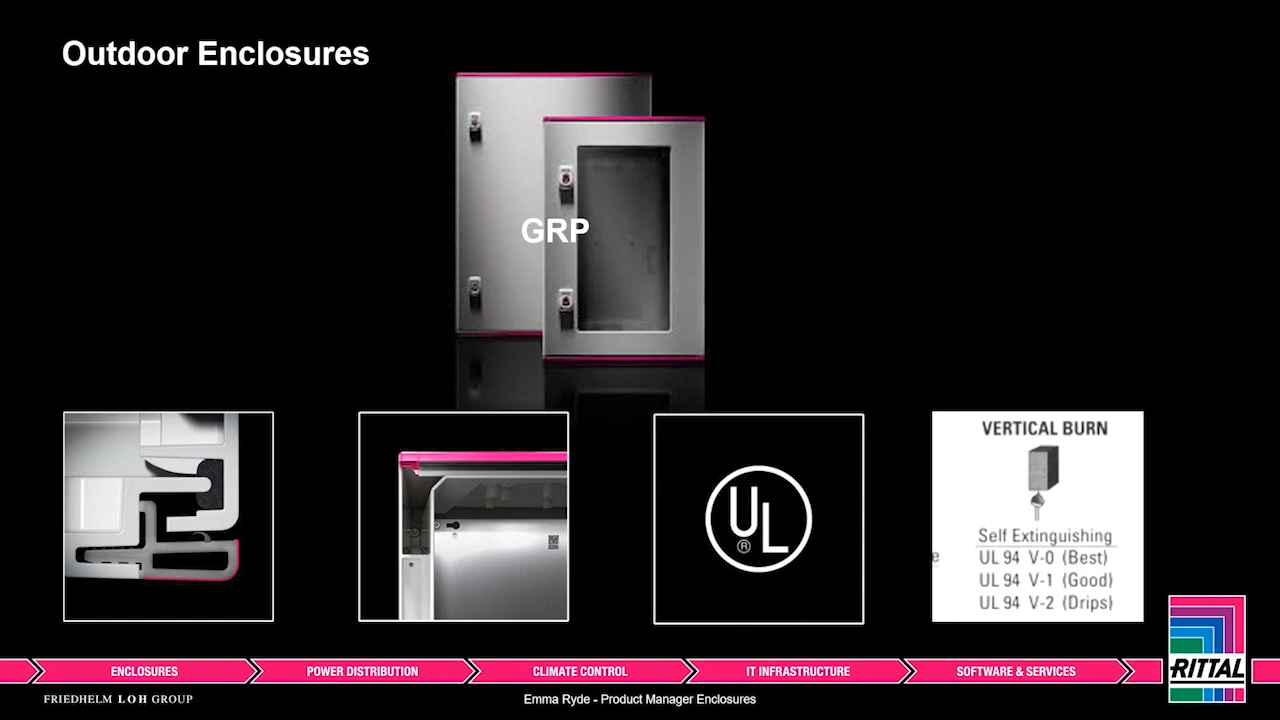 Outdoor Enclosures
GRP
UL
®
VERTICAL BURN
Self Extinguishing
e
UL 94 V-0 (Best)
UL 94 V-1 (Good)
UL 94 V-2 (Drips)
ENCLOSURES
POWER DISTRIBUTION
CLIMATE CONTROL
IT INFRASTRUCTURE
SOFTWARE & SERVICES
RITTAL
FRIEDHELM LOH GROUP
Emma Ryde - Product Manager Enclosures